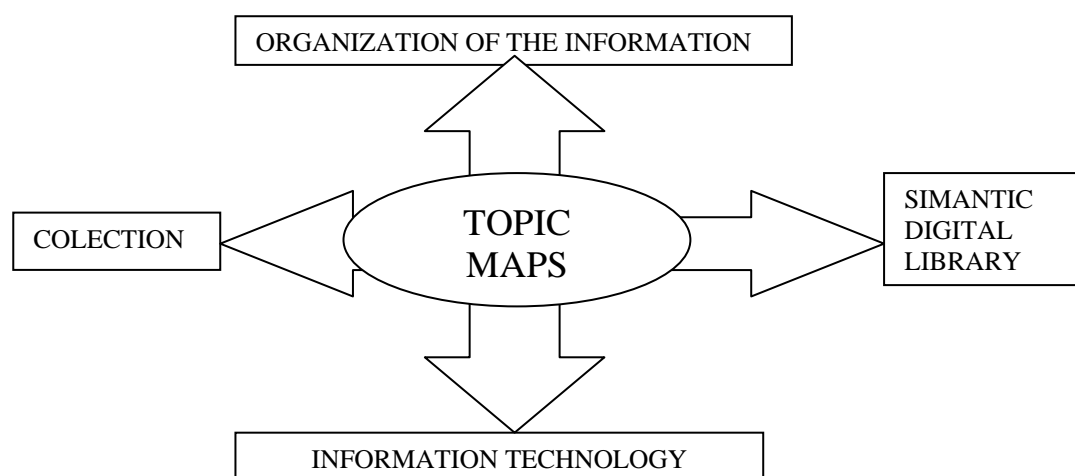 ORGANIZATION OF THE INFORMATION
COLECTION
TOPIC
MAPS
SIMANTIC
DIGITAL
LIBRARY
INFORMATION TECHNOLOGY